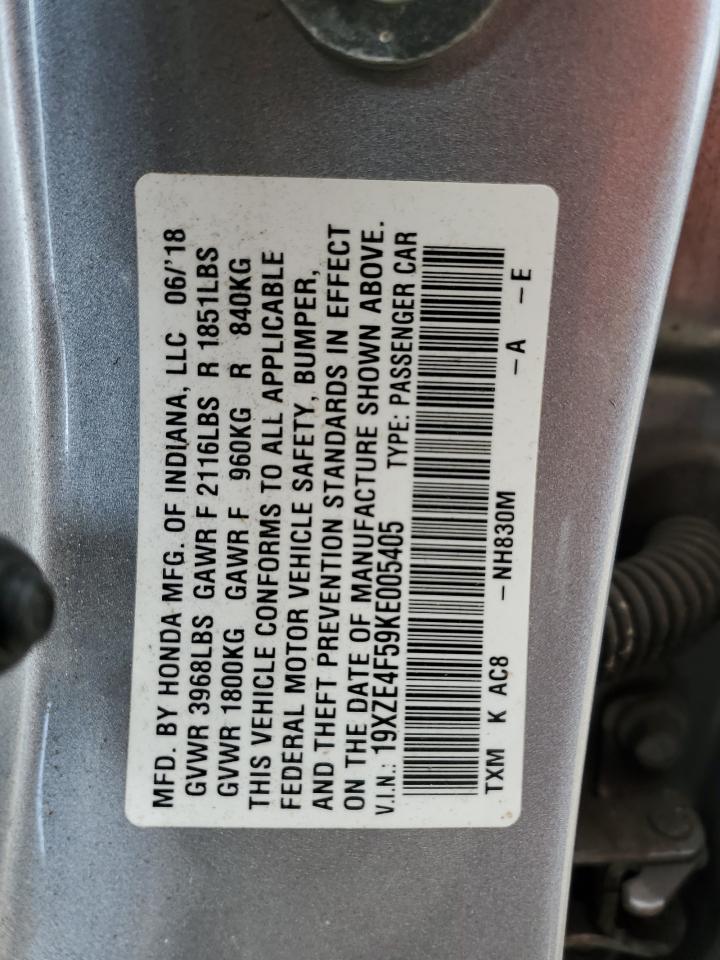 MFD. BY HONDA MFG. OF INDIANA, LLC 06/'18
GVWR 3968LBS GAWR F 2116LBS R 1851LBS
GVWR 1800KG GAWR F 960KG R 840KG
THIS VEHICLE CONFORMS TO ALL APPLICABLE
FEDERAL MOTOR VEHICLE SAFETY, BUMPER,
AND THEFT PREVENTION STANDARDS IN EFFECT
ON THE DATE OF MANUFACTURE SHOWN ABOVE.
V.I.N.: 19XZE4F59KE005405 TYPE: PASSENGER CAR
TXM K AC8 -NH830M -A -E